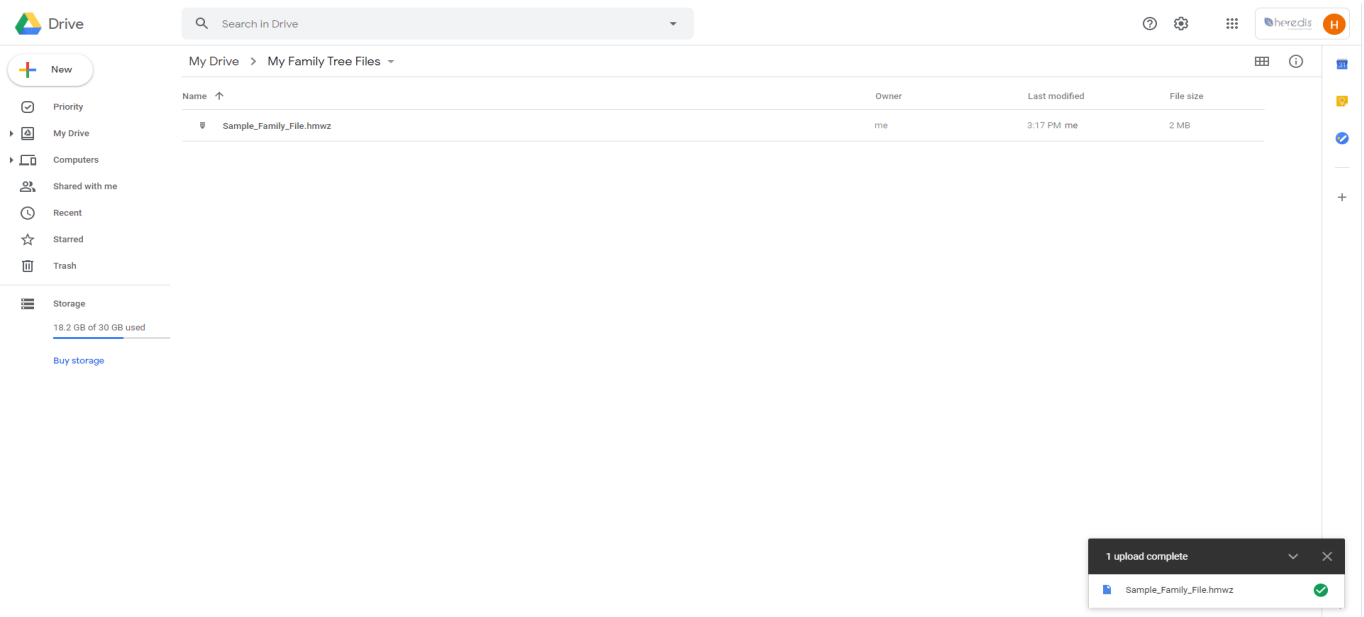 Drive
Search in Drive
heredis
H
New
My Drive > My Family Tree Files
Name
Owner
Last modified
File size
Sample_Family_File.hmwz
me
3:17 PM me
2 MB
Priority
My Drive
Computers
Shared with me
Recent
Starred
Trash
Storage
18.2 GB of 30 GB used
Buy storage
31
1 upload complete
Sample_Family_File.hmwz